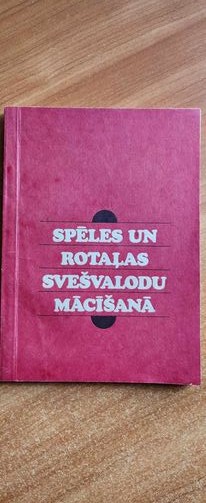 SPĒLES UN
ROTAĻAS
SVEŠVALODU
MĀCĪŠANĀ